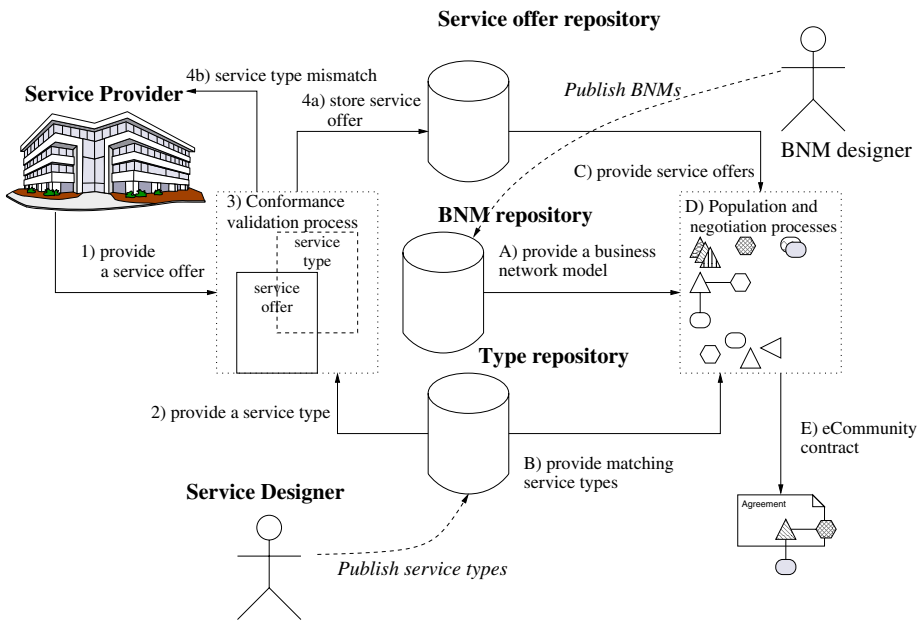 Service offer repository
4b) service type mismatch
Service Provider
4a) store service
offer
Publish BNMs
BNM designer
C) provide service offers
3) Conformance
validation process
service
type
service
offer
BNM repository
D) Population and
negotiation processes
1) provide
a service offer
A) provide a business
network model
Type repository
2) provide a service type
B) provide matching
service types
E) eCommunity
contract
Service Designer
Agreement
Publish service types